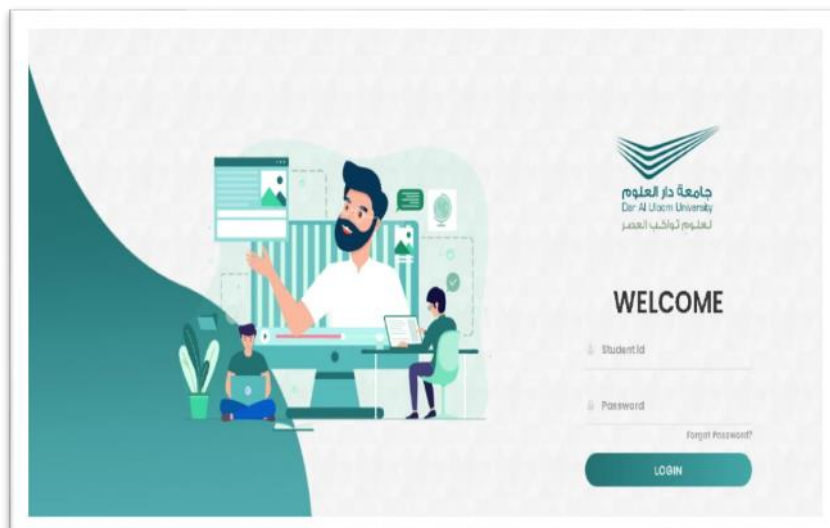 جامعة دار العلوم
Dar Al Uloom University
لعلوم تواكب العصر
WELCOME
Student Id
Password
Forgot Password?
LOGIN